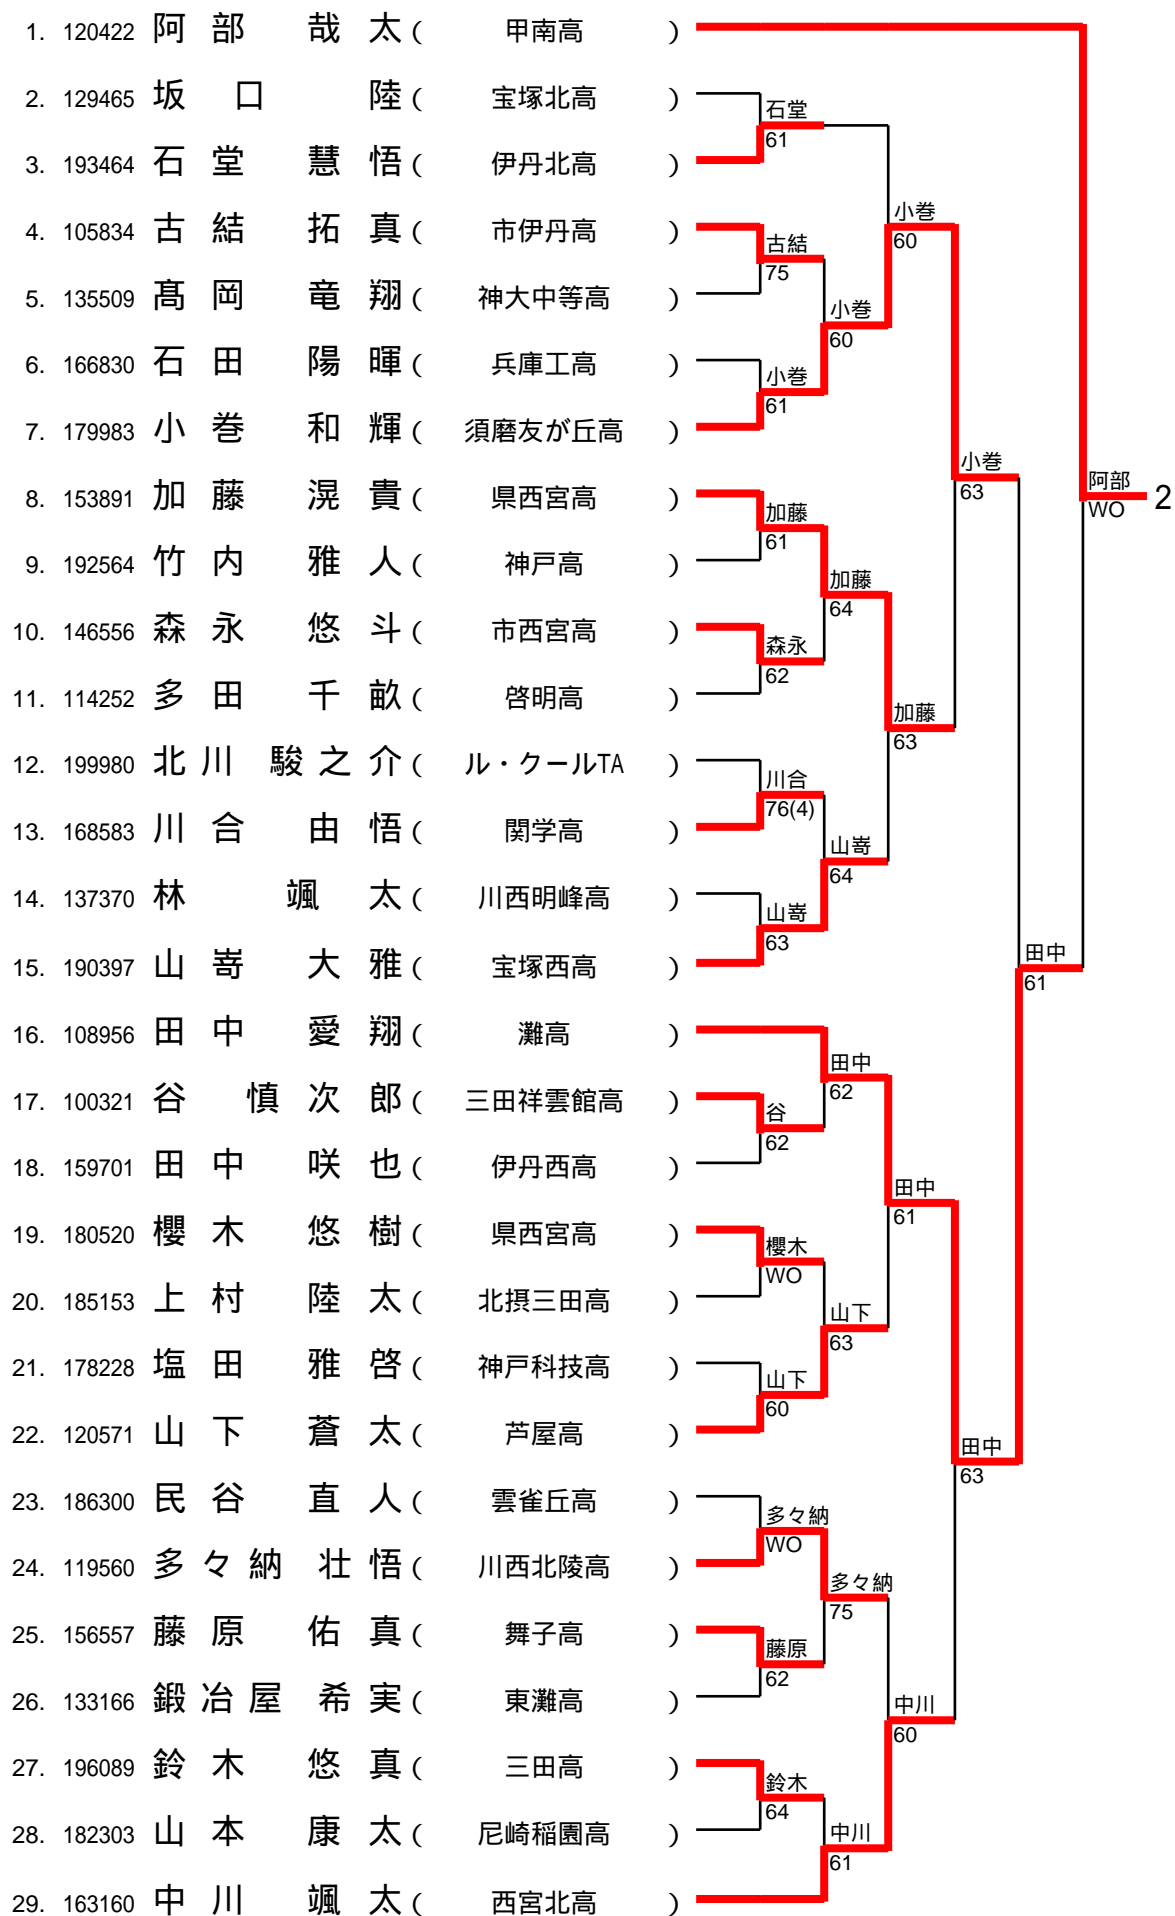 1. 120422 阿部 哉太 ( 甲南高 )
2. 129465 坂口 陸 ( 宝塚北高 )
石堂
61
3. 193464 石堂 慧悟 ( 伊丹北高 )
小巻
60
4. 105834 古結 拓真 ( 市伊丹高 )
古結
75
5. 135509 髙岡 竜翔 ( 神大中等高 )
小巻
60
6. 166830 石田 陽暉 ( 兵庫工高 )
小巻
61
7. 179983 小巻 和輝 ( 須磨友が丘高 )
小巻
63
阿部
WO
2
8. 153891 加藤 滉貴 ( 県西宮高 )
加藤
61
9. 192564 竹内 雅人 ( 神戸高 )
加藤
64
10. 146556 森永 悠斗 ( 市西宮高 )
森永
62
11. 114252 多田 千畝 ( 啓明高 )
加藤
63
12. 199980 北川 駿之介 ( ル・クールTA )
川合
76(4)
13. 168583 川合 由悟 ( 関学高 )
山嵜
64
14. 137370 林 颯太 ( 川西明峰高 )
山嵜
63
15. 190397 山嵜 大雅 ( 宝塚西高 )
田中
61
16. 108956 田中 愛翔 ( 灘高 )
田中
62
17. 100321 谷 慎次郎 ( 三田祥雲館高 )
谷
62
18. 159701 田中 咲也 ( 伊丹西高 )
田中
61
19. 180520 櫻木 悠樹 ( 県西宮高 )
櫻木
WO
20. 185153 上村 陸太 ( 北摂三田高 )
山下
63
21. 178228 塩田 雅啓 ( 神戸科技高 )
山下
60
22. 120571 山下 蒼太 ( 芦屋高 )
田中
63
23. 186300 民谷 直人 ( 雲雀丘高 )
多々納
WO
24. 119560 多々納 壮悟 ( 川西北陵高 )
多々納
75
25. 156557 藤原 佑真 ( 舞子高 )
藤原
62
26. 133166 鍛冶屋 希実 ( 東灘高 )
中川
60
27. 196089 鈴木 悠真 ( 三田高 )
鈴木
64
28. 182303 山本 康太 ( 尼崎稲園高 )
中川
61
29. 163160 中川 颯太 ( 西宮北高 )